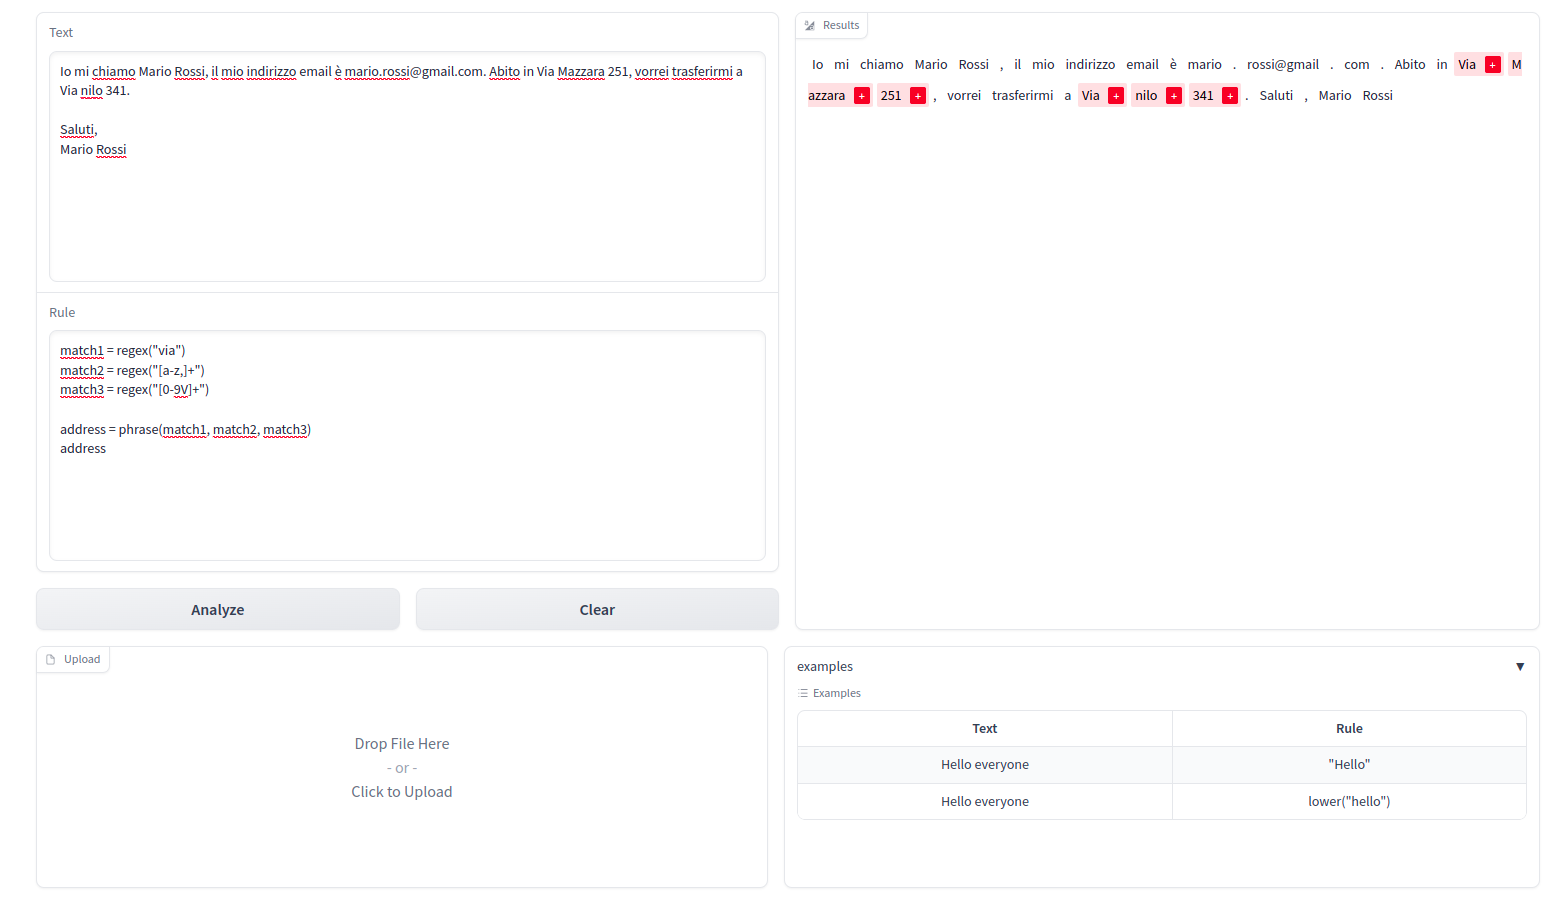 Text
Io mi chiamo Mario Rossi, il mio indirizzo email è mario.rossi@gmail.com. Abito in Via Mazzara 251, vorrei trasferirmi a
Via nilo 341.
Saluti,
Mario Rossi
Rule
match1 = regex("via")
match2 = regex("[a-z,]+")
match3 = regex("[0-9V]+")
address = phrase(match1, match2, match3)
address
Analyze
Clear
Results
Io mi chiamo Mario Rossi , il mio indirizzo email è mario . rossi@gmail . com . Abito in Via + M
azzara + 251 + , vorrei trasferirmi a Via + nilo + 341 + . Saluti , Mario Rossi
Upload
Drop File Here
- or -
Click to Upload
examples ▼
Examples
Text Rule
Hello everyone "Hello"
Hello everyone lower("hello")